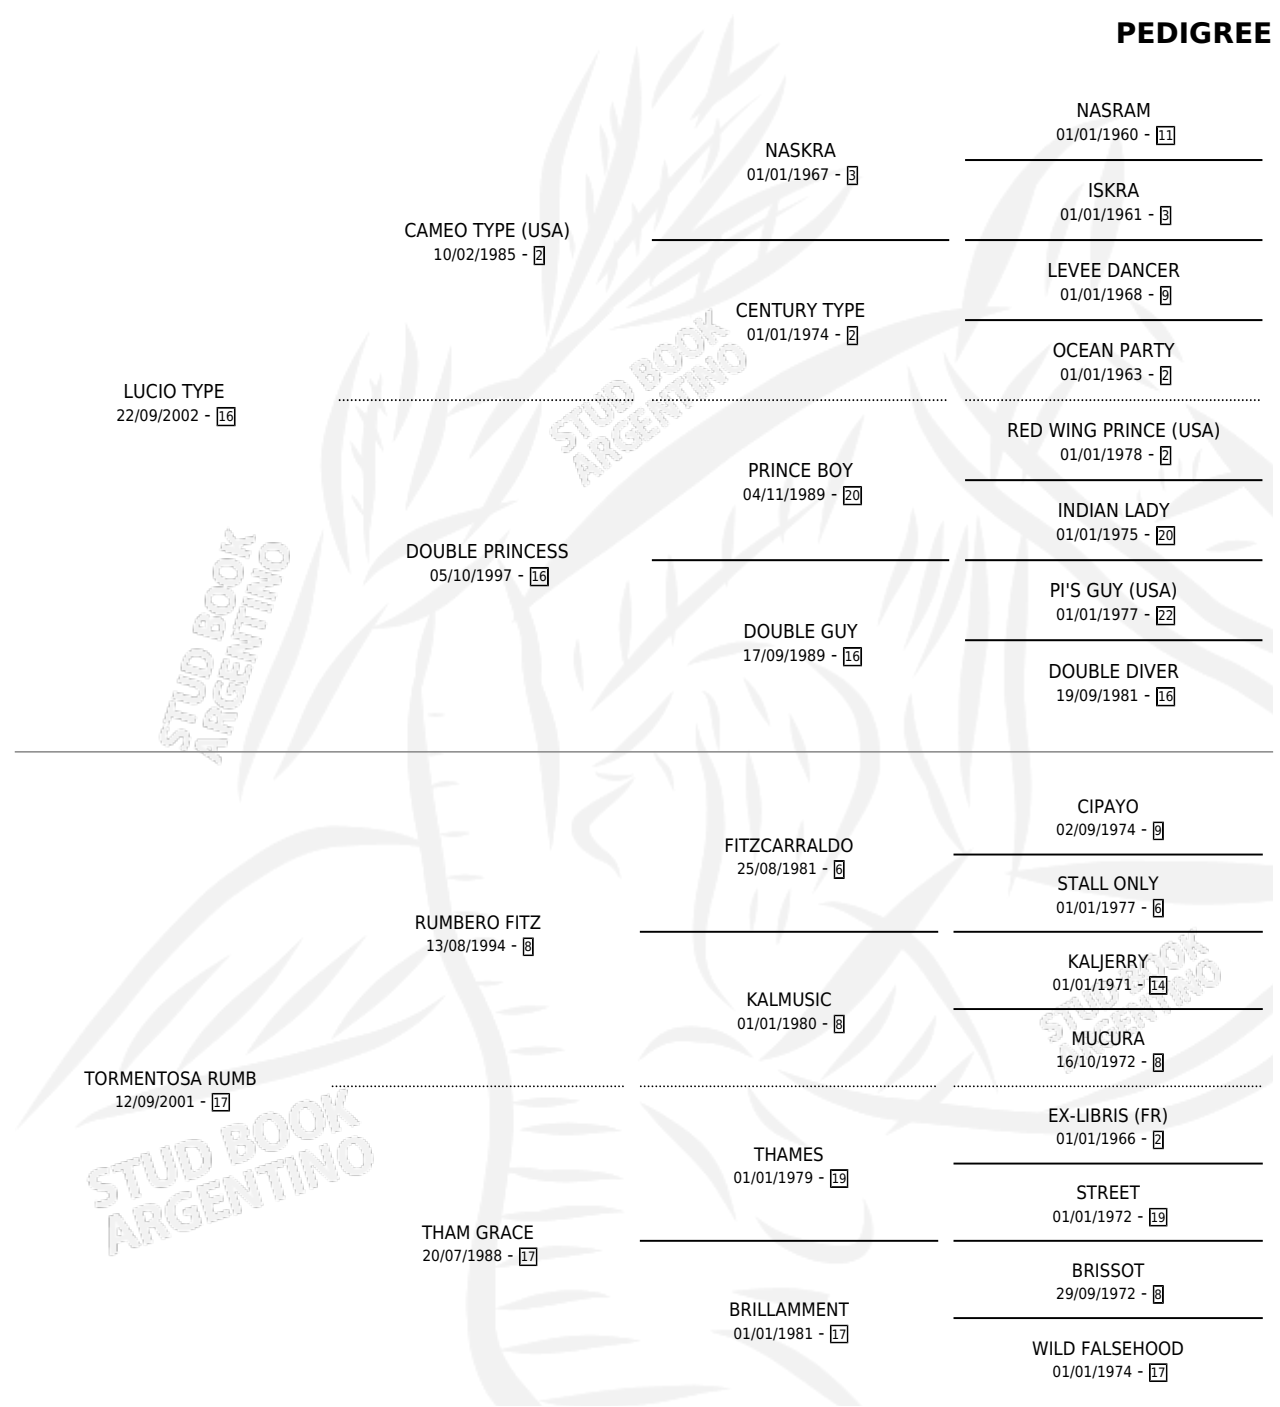 PEDIGREE
NASRAM
01/01/1960 - 11
NASKRA
01/01/1967 - 3
ISKRA
01/01/1961 - 3
CAMEO TYPE (USA)
10/02/1985 - 2
LEVEE DANCER
01/01/1968 - 9
CENTURY TYPE
01/01/1974 - 2
OCEAN PARTY
01/01/1963 - 2
LUCIO TYPE
22/09/2002 - 16
RED WING PRINCE (USA)
01/01/1978 - 2
PRINCE BOY
04/11/1989 - 20
INDIAN LADY
01/01/1975 - 20
DOUBLE PRINCESS
05/10/1997 - 16
PI'S GUY (USA)
01/01/1977 - 22
DOUBLE GUY
17/09/1989 - 16
DOUBLE DIVER
19/09/1981 - 16
CIPAYO
02/09/1974 - 9
FITZCARRALDO
25/08/1981 - 6
STALL ONLY
01/01/1977 - 6
RUMBERO FITZ
13/08/1994 - 8
KALJERRY
01/01/1971 - 14
KALMUSIC
01/01/1980 - 8
MUCURA
16/10/1972 - 8
TORMENTOSA RUMB
12/09/2001 - 17
EX-LIBRIS (FR)
01/01/1966 - 2
THAMES
01/01/1979 - 19
STREET
01/01/1972 - 19
THAM GRACE
20/07/1988 - 17
BRISSOT
29/09/1972 - 8
BRILLAMMENT
01/01/1981 - 17
WILD FALSEHOOD
01/01/1974 - 17
STUD BOOK
ARGENTINO
STUD BOOK
ARGENTINO
STUD BOOK
ARGENTINO
STUD BOOK
ARGENTINO